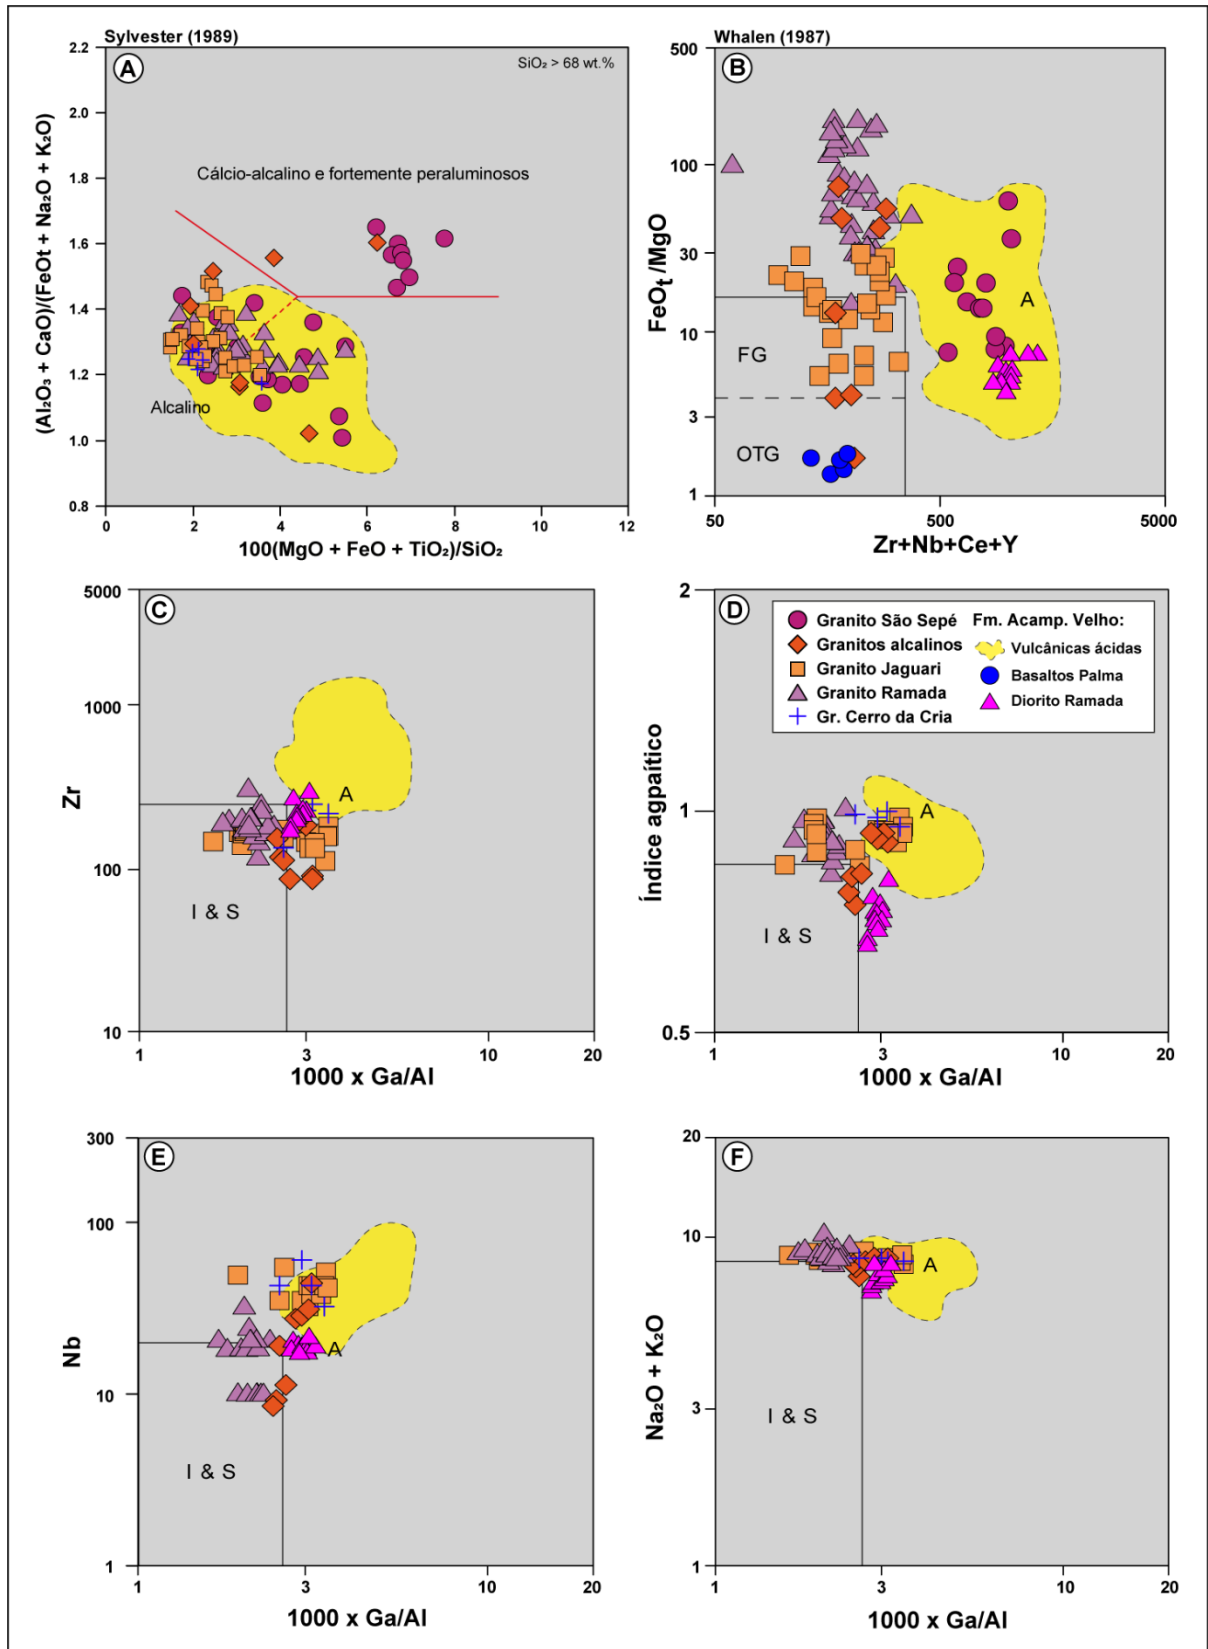 Sylvester (1989)
A
SiO₂ > 68 wt.%
2.2
2.0
1.8
1.6
1.4
1.2
1.0
0.8
(Al₂O₃ + CaO)/(FeOt + Na₂O + K₂O)
Cálcio-alcalino e fortemente peraluminosos
Alcalino
0
2
4
6
8
10
12
100(MgO + FeO + TiO₂)/SiO₂
Whalen (1987)
B
500
100
30
10
3
1
FeOt /MgO
A
FG
OTG
50
500
5000
Zr+Nb+Ce+Y
C
5000
1000
100
10
Zr
A
I & S
1
3
10
20
1000 x Ga/Al
D
2
1
0.5
Índice agpaítico
Granito São Sepé
Granitos alcalinos
Granito Jaguari
Granito Ramada
Gr. Cerro da Cria
Fm. Acamp. Velho:
Vulcânicas ácidas
Basaltos Palma
Diorito Ramada
A
I & S
1
3
10
20
1000 x Ga/Al
E
300
100
10
1
Nb
A
I & S
1
3
10
20
1000 x Ga/Al
F
20
10
3
1
Na₂O + K₂O
A
I & S
1
3
10
20
1000 x Ga/Al